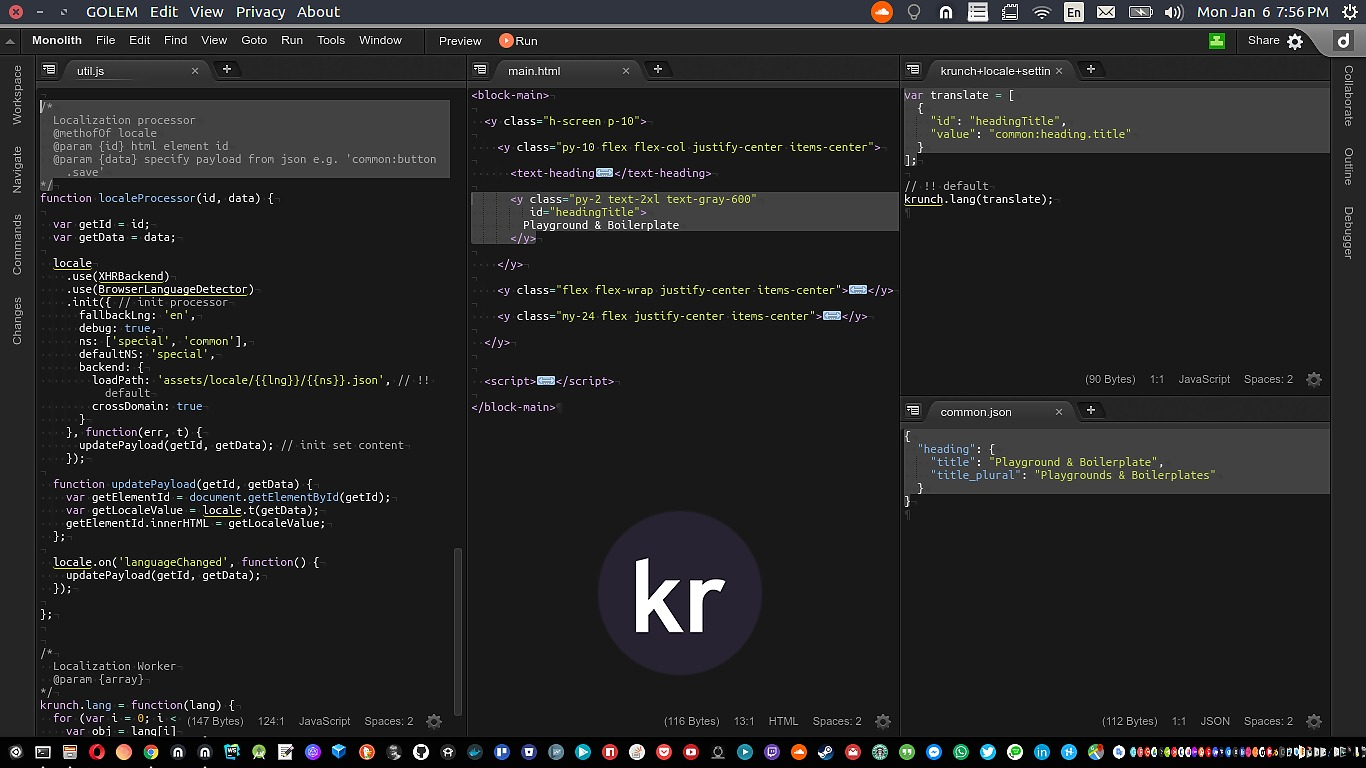 GOLEM Edit View Privacy About
En Mon Jan 6 7:56 PM
Monolith File Edit Find View Goto Run Tools Window Preview Run Share
Workspace
Navigate
Commands
Changes
util.js
/*
Localization processor
@methofOf locale
@param {id} html element id
@param {data} specify payload from json e.g. 'common:button
.save'
*/
function localeProcessor(id, data) {
var getId = id;
var getData = data;
locale
.use(XHRBackend)
.use(BrowserLanguageDetector)
.init({ // init processor
fallbackLng: 'en',
debug: true,
ns: ['special', 'common'],
defaultNS: 'special',
backend: {
loadPath: 'assets/locale/{{lng}}/{{ns}}.json', // !!
default
crossDomain: true
}
}, function(err, t) {
updatePayload(getId, getData); // init set content
});
function updatePayload(getId, getData) {
var getElementId = document.getElementById(getId);
var getLocaleValue = locale.t(getData);
getElementId.innerHTML = getLocaleValue;
};
locale.on('languageChanged', function() {
updatePayload(getId, getData);
});
};
/*
Localization Worker
@param {array}
*/
krunch.lang = function(lang) {
for (var i = 0; i <
var obj = lang[i]
(147 Bytes) 124:1 JavaScript Spaces: 2
main.html
<block-main>
<y class="h-screen p-10">
<y class="py-10 flex flex-col justify-center items-center">
<text-heading></text-heading>
<y class="py-2 text-2xl text-gray-600"
id="headingTitle">
Playground & Boilerplate
</y>
</y>
<y class="flex flex-wrap justify-center items-center"></y>
<y class="my-24 flex justify-center items-center"></y>
</y>
<script></script>
</block-main>
kr
(116 Bytes) 13:1 HTML Spaces: 2
krunch+locale+settin
var translate = [
{
"id": "headingTitle",
"value": "common:heading.title"
}
];
// !! default
krunch.lang(translate);
(90 Bytes) 1:1 JavaScript Spaces: 2
common.json
{
"heading": {
"title": "Playground & Boilerplate",
"title_plural": "Playgrounds & Boilerplates"
}
}
(112 Bytes) 1:1 JSON Spaces: 2
Collaborate
Outline
Debugger